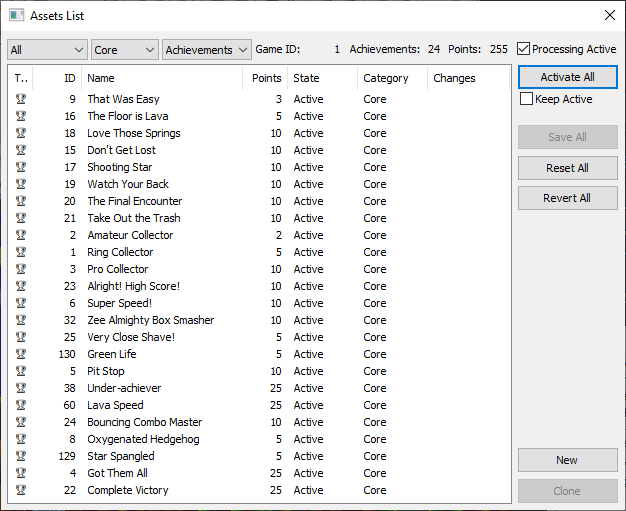 Assets List
All Core Achievements Game ID: 1 Achievements: 24 Points: 255 Processing Active
T.. ID Name Points State Category Changes
Activate All
9 That Was Easy 3 Active Core
Keep Active
16 The Floor is Lava 5 Active Core
18 Love Those Springs 10 Active Core
Save All
15 Don't Get Lost 10 Active Core
17 Shooting Star 10 Active Core
Reset All
19 Watch Your Back 10 Active Core
20 The Final Encounter 10 Active Core
Revert All
21 Take Out the Trash 10 Active Core
2 Amateur Collector 2 Active Core
1 Ring Collector 5 Active Core
3 Pro Collector 10 Active Core
23 Alright! High Score! 10 Active Core
6 Super Speed! 10 Active Core
32 Zee Almighty Box Smasher 10 Active Core
25 Very Close Shave! 5 Active Core
130 Green Life 5 Active Core
5 Pit Stop 10 Active Core
38 Under-achiever 25 Active Core
60 Lava Speed 25 Active Core
24 Bouncing Combo Master 10 Active Core
8 Oxygenated Hedgehog 5 Active Core
129 Star Spangled 5 Active Core
New
4 Got Them All 25 Active Core
22 Complete Victory 25 Active Core
Clone